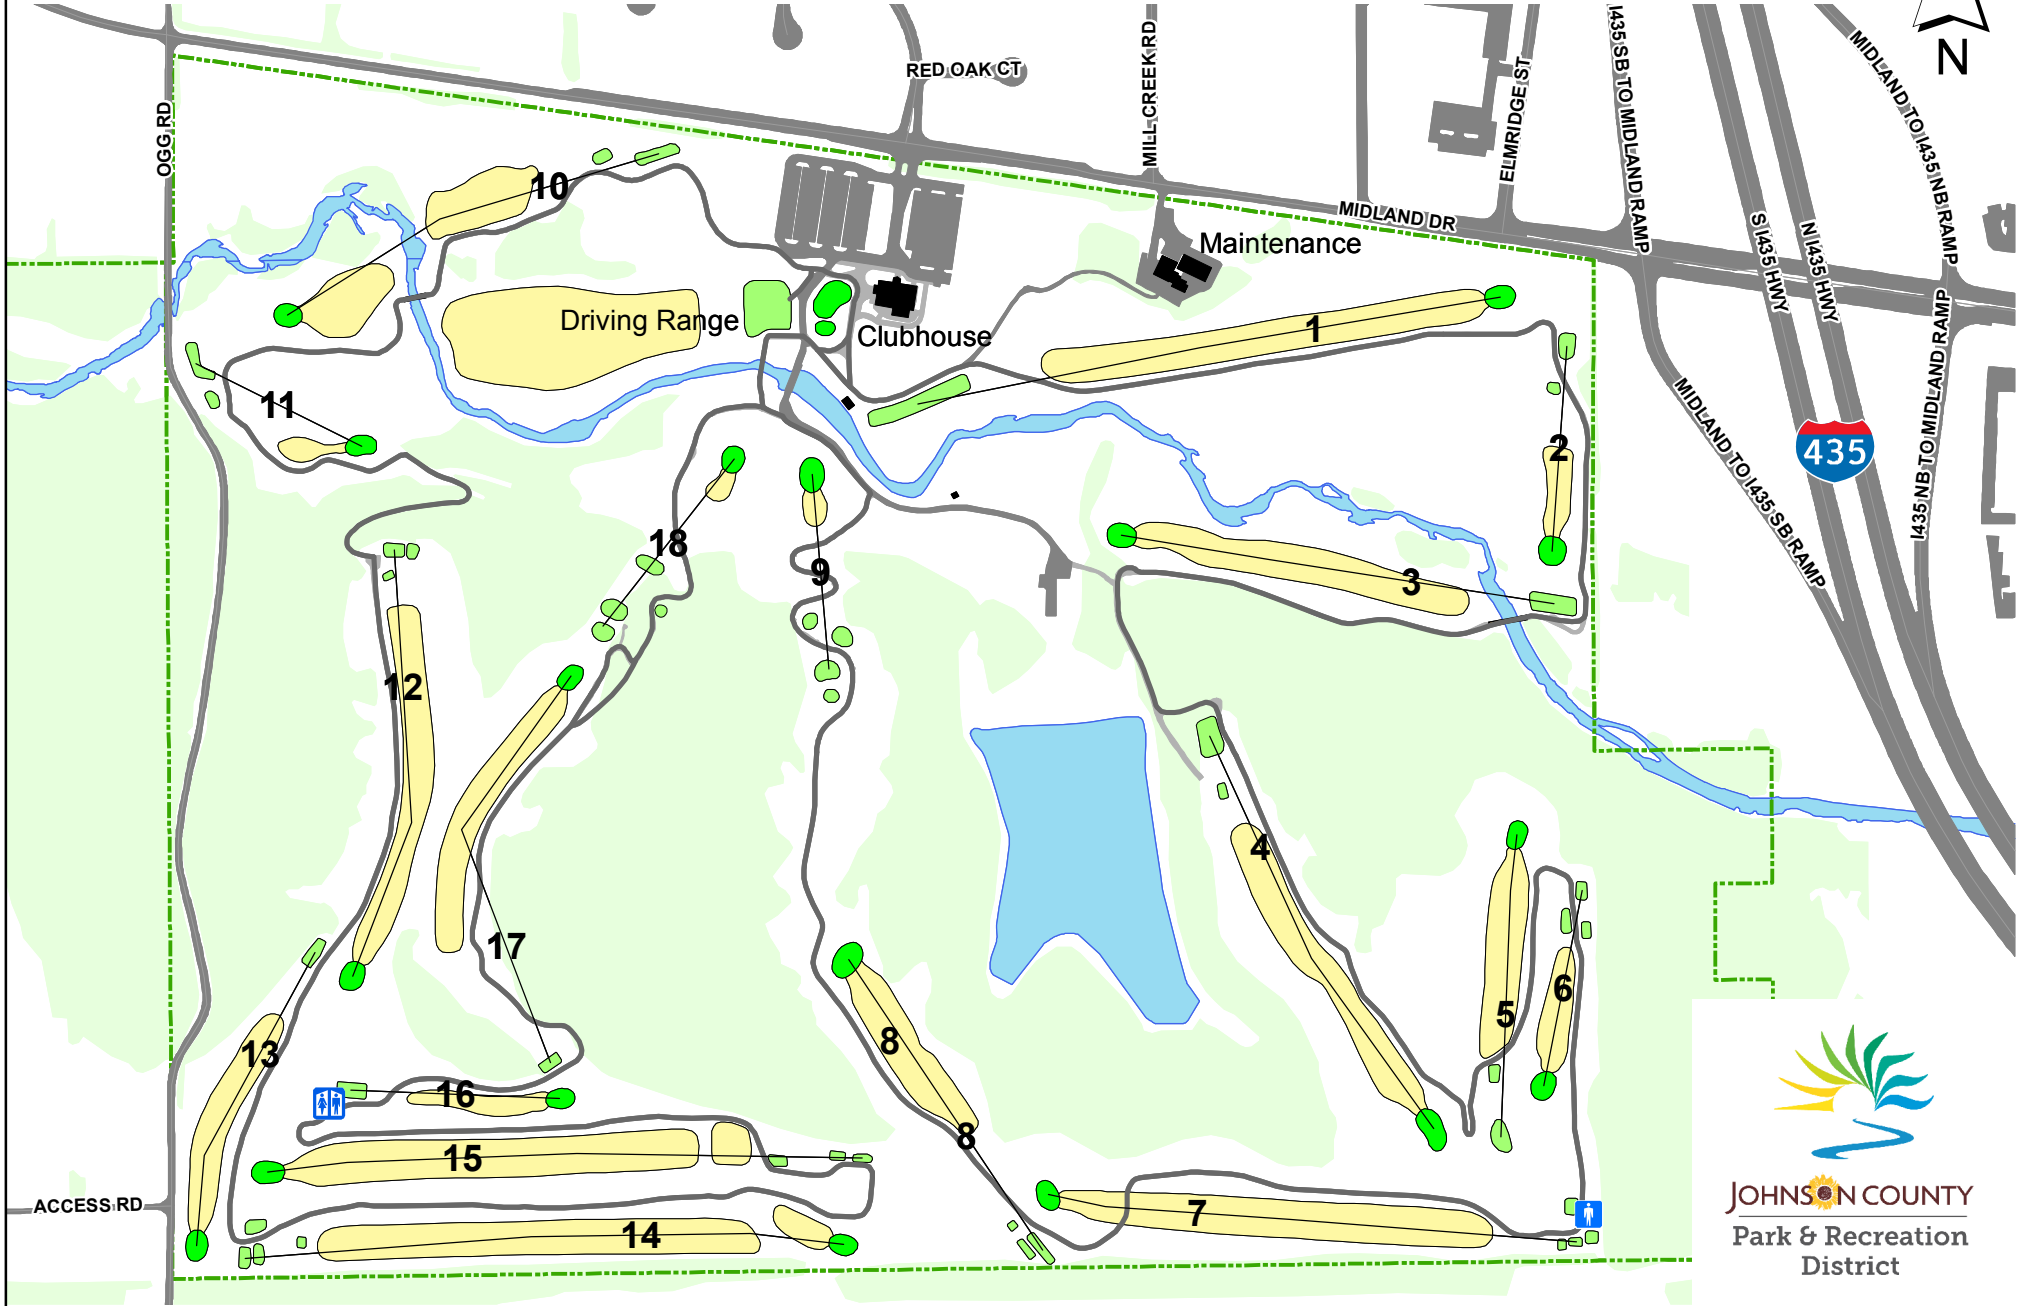 N
RED OAK CT
OGG RD
MILL CREEK RD
ELMRIDGE ST
I435 SB TO MIDLAND RAMP
MIDLAND TO I435 NB RAMP
MIDLAND DR
S I435 HWY
N I435 HWY
I435 NB TO MIDLAND RAMP
MIDLAND TO I435 SB RAMP
435
Maintenance
Driving Range
Clubhouse
10
1
11
2
18
9
3
12
4
17
5
6
13
8
16
8
15
7
14
ACCESS RD
JOHNSON COUNTY
Park & Recreation
District